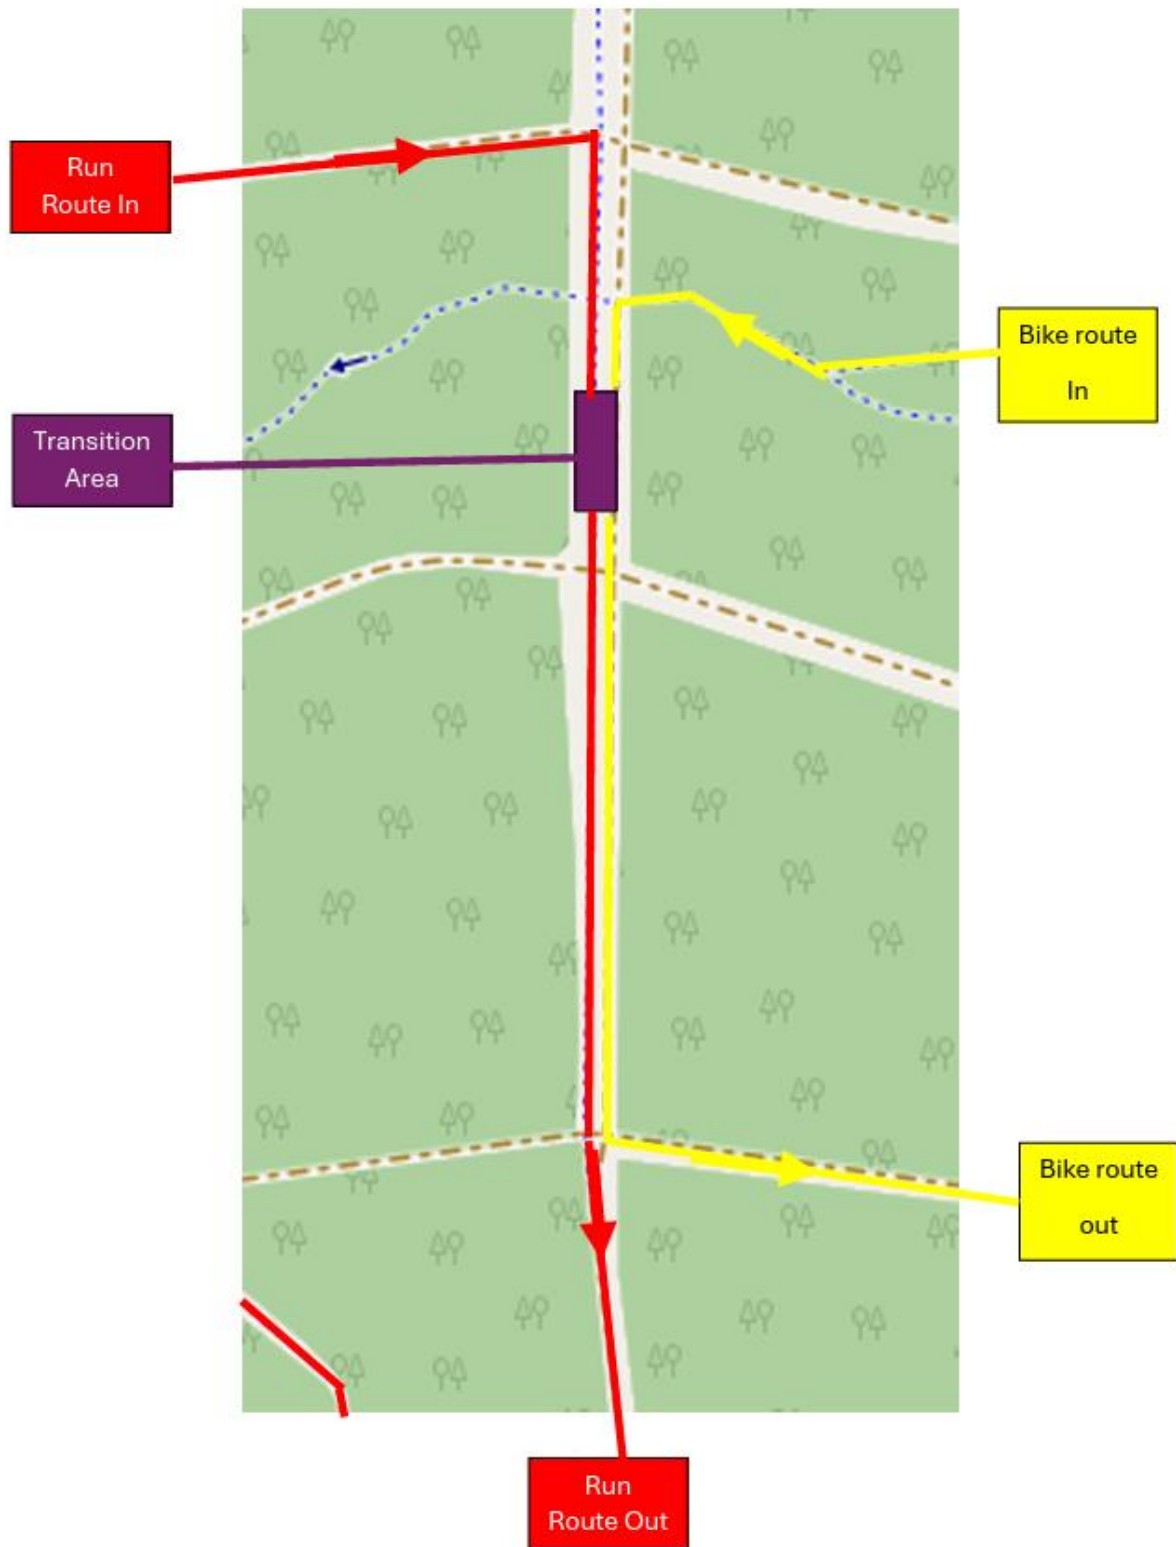 Run
Route In
Bike route
In
Transition
Area
Bike route
out
Run
Route Out